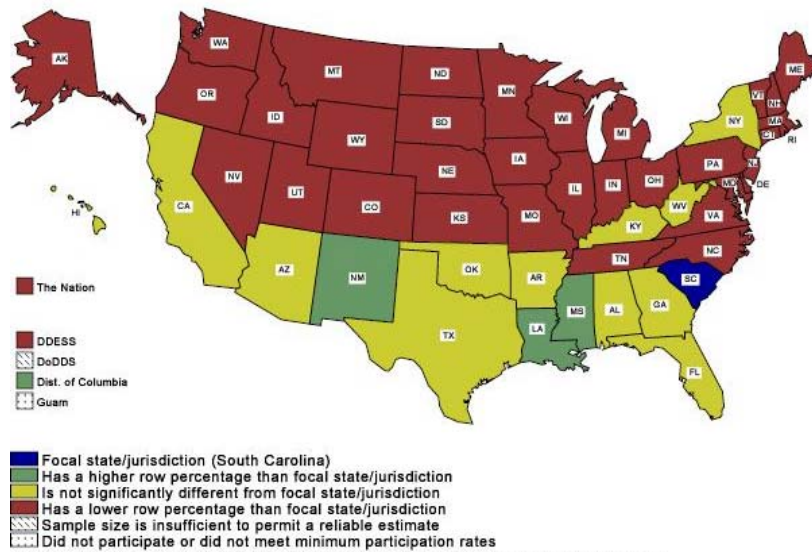 WA
AK
MT
ND
MN
ME
VT
NH
OR
ID
SD
WI
MI
NY
MA
CT
RI
WY
IA
PA
NJ
NE
NV
UT
CO
IL
IN
OH
MD
DE
CA
KS
MO
WV
VA
KY
HI
NC
TN
AZ
NM
OK
AR
SC
MS
AL
GA
LA
TX
FL
The Nation
DDESS
DoDDS
Dist. of Columbia
Guam
Focal state/jurisdiction (South Carolina)
Has a higher row percentage than focal state/jurisdiction
Is not significantly different from focal state/jurisdiction
Has a lower row percentage than focal state/jurisdiction
Sample size is insufficient to permit a reliable estimate
Did not participate or did not meet minimum participation rates